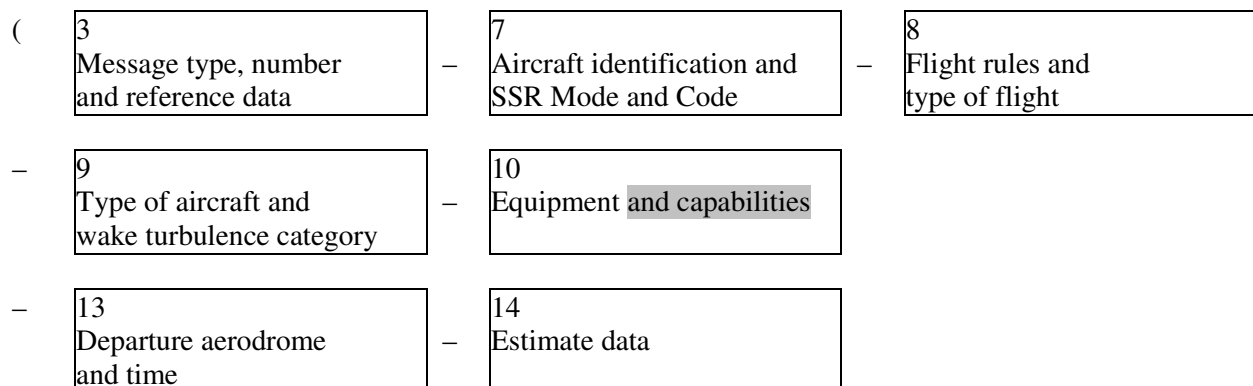 ( 3 7 8
Message type, number – Aircraft identification and – Flight rules and
and reference data SSR Mode and Code type of flight
– 9 10
Type of aircraft and – Equipment and capabilities
wake turbulence category
– 13 14
Departure aerodrome – Estimate data
and time